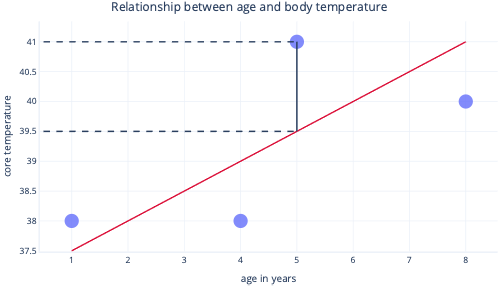 Relationship between age and body temperature
core temperature
41
40.5
40
39.5
39
38.5
38
37.5
1 2 3 4 5 6 7 8
age in years